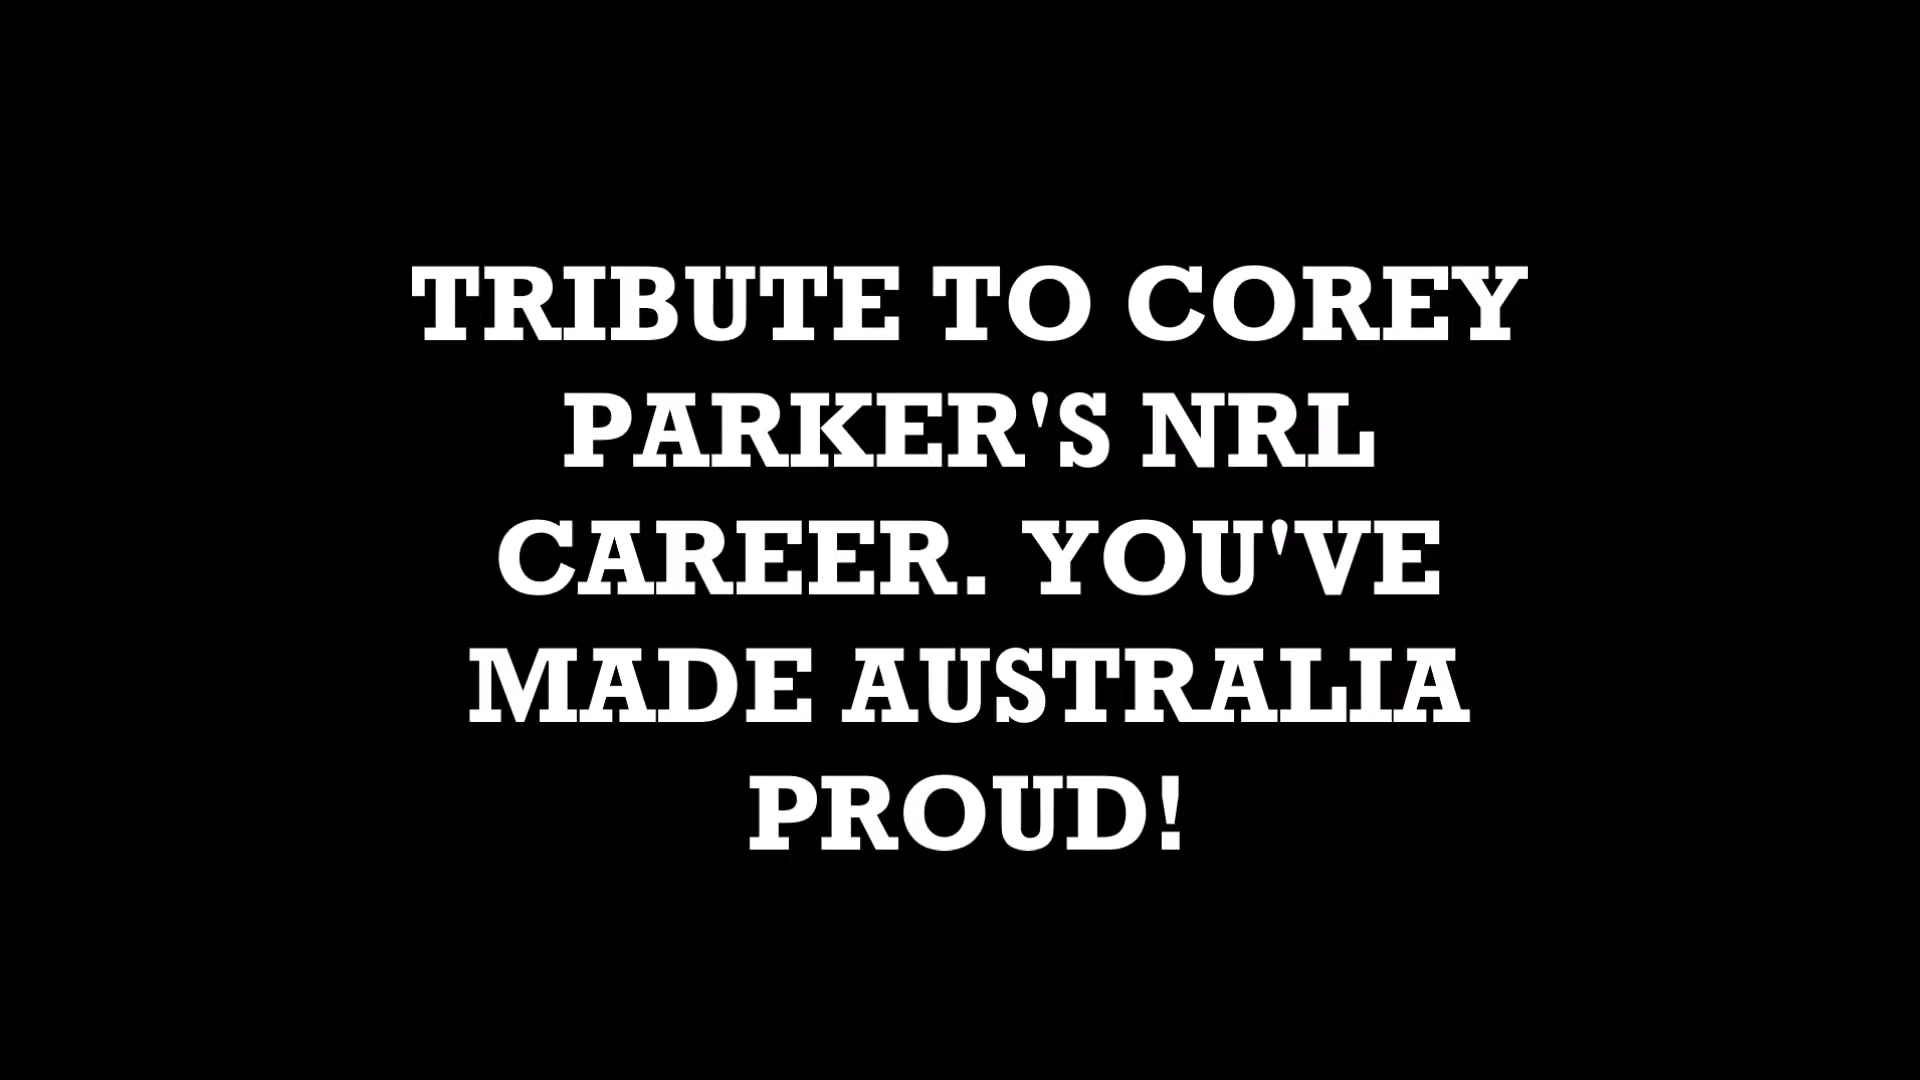 TRIBUTE TO COREY
PARKER'S NRL
CAREER. YOU'VE
MADE AUSTRALIA
PROUD!